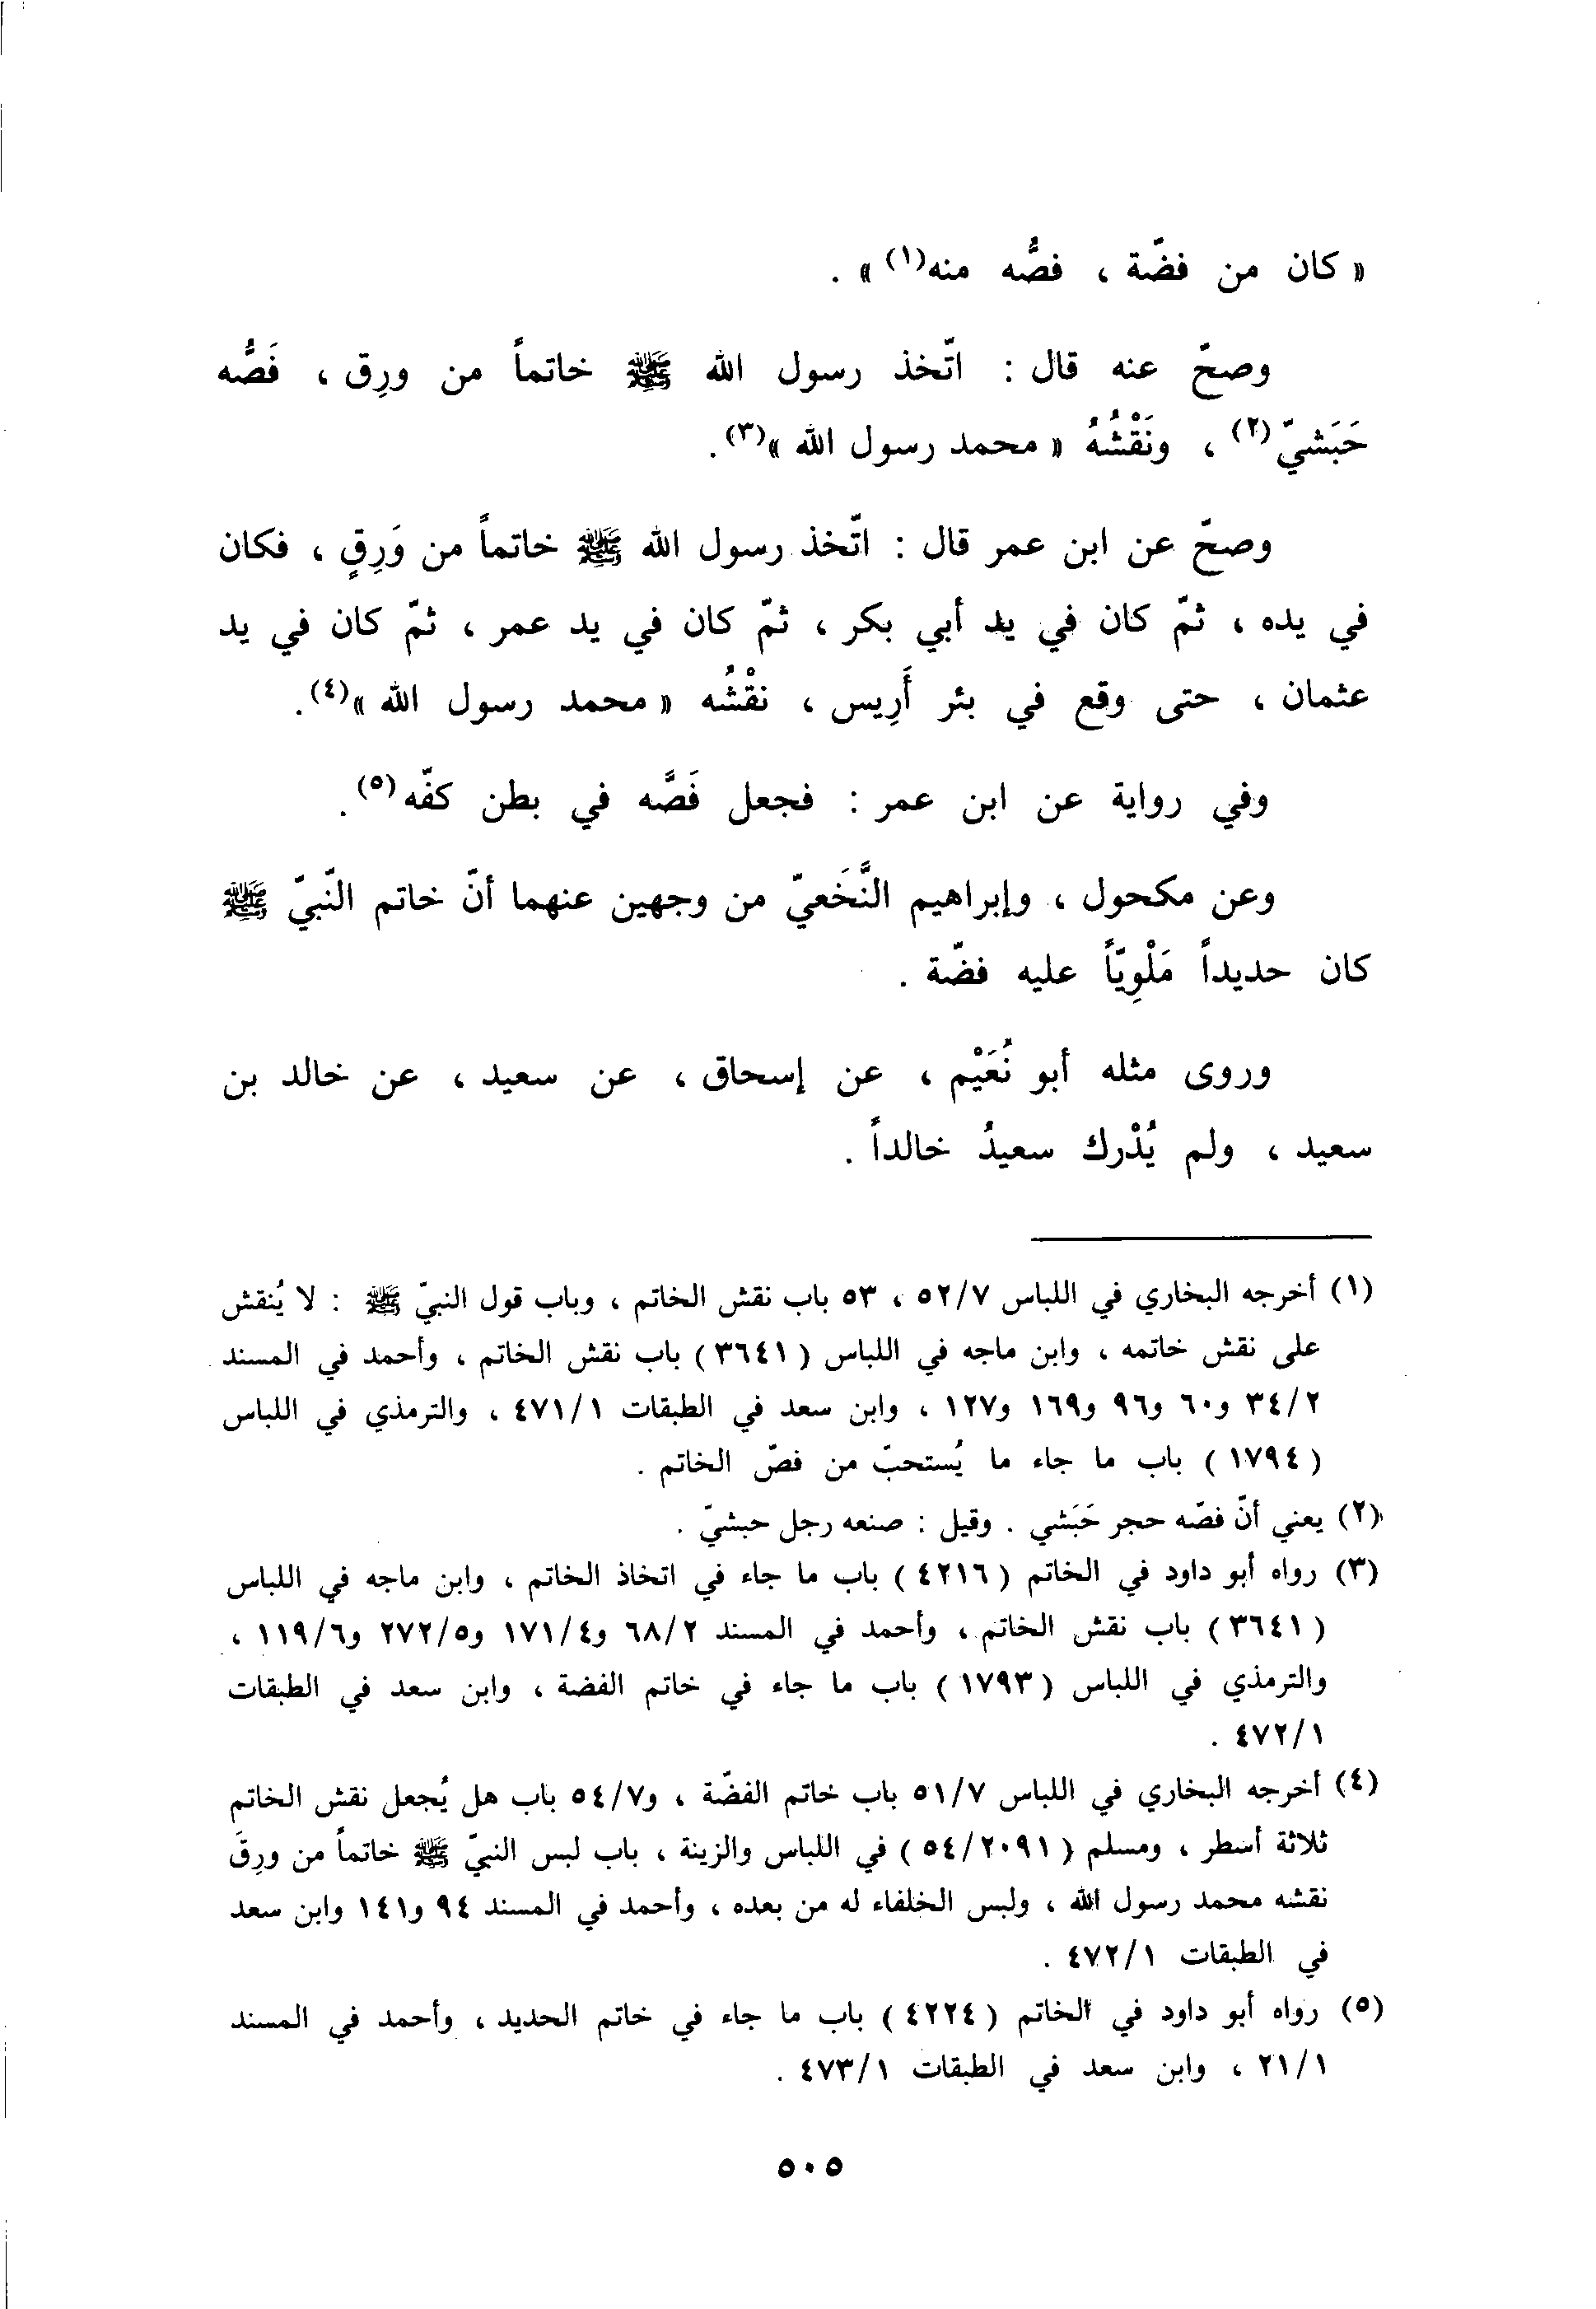 « كان من فضّة ، فصُّه منه(١) » .
وصحّ عنه قال : اتّخذ رسول الله ﷺ خاتماً من ورِق ، فَصُّه
حَبَشيّ(٢) ، ونَقْشُهُ « محمد رسول الله »(٣).
وصحّ عن ابن عمر قال : اتّخذ رسول الله ﷺ خاتماً من وَرِقٍ ، فكان
في يده ، ثمّ كان في يد أبي بكر ، ثمّ كان في يد عمر ، ثمّ كان في يد
عثمان ، حتى وقع في بئر أَرِيس ، نقْشُه « محمد رسول الله »(٤).
وفي رواية عن ابن عمر : فجعل فَصَّه في بطن كفّه(٥) .
وعن مكحول ، وإبراهيم النَّخَعيّ من وجهين عنهما أنّ خاتم النّبيّ ﷺ
كان حديداً مَلْوِيّاً عليه فضّة .
وروى مثله أبو نُعَيْم ، عن إسحاق ، عن سعيد ، عن خالد بن
سعيد ، ولم يُدْرك سعيدُ خالداً .
(١) أخرجه البخاري في اللباس ٥٢/٧ ، ٥٣ باب نقش الخاتم ، وباب قول النبيّ ﷺ : لا يُنقش
على نقش خاتمه ، وابن ماجه في اللباس ( ٣٦٤١ ) باب نقش الخاتم ، وأحمد في المسند
٣٤/٢ و٦٠ و٩٦ و١٦٩ و١٢٧ ، وابن سعد في الطبقات ٤٧١/١ ، والترمذي في اللباس
( ١٧٩٤ ) باب ما جاء ما يُستحبّ من فصّ الخاتم .
(٢) يعني أنّ فصّه حجر حَبَشي . وقيل : صنعه رجل حبشيّ .
(٣) رواه أبو داود في الخاتم ( ٤٢١٦ ) باب ما جاء في اتخاذ الخاتم ، وابن ماجه في اللباس
( ٣٦٤١ ) باب نقش الخاتم ، وأحمد في المسند ٦٨/٢ و١٧١/٤ و٢٧٢/٥ و١١٩/٦ ،
والترمذي في اللباس ( ١٧٩٣ ) باب ما جاء في خاتم الفضة ، وابن سعد في الطبقات
٤٧٢/١ .
(٤) أخرجه البخاري في اللباس ٥١/٧ باب خاتم الفضّة ، و٥٤/٧ باب هل يُجعل نقش الخاتم
ثلاثة أسطر ، ومسلم ( ٥٤/٢٠٩١ ) في اللباس والزينة ، باب لبس النبيّ ﷺ خاتماً من ورِقَ
نقشه محمد رسول الله ، ولبس الخلفاء له من بعده ، وأحمد في المسند ٩٤ و١٤١ وابن سعد
في الطبقات ٤٧٢/١ .
(٥) رواه أبو داود في الخاتم ( ٤٢٢٤ ) باب ما جاء في خاتم الحديد ، وأحمد في المسند
٢١/١ ، وابن سعد في الطبقات ٤٧٣/١ .
٥٠٥